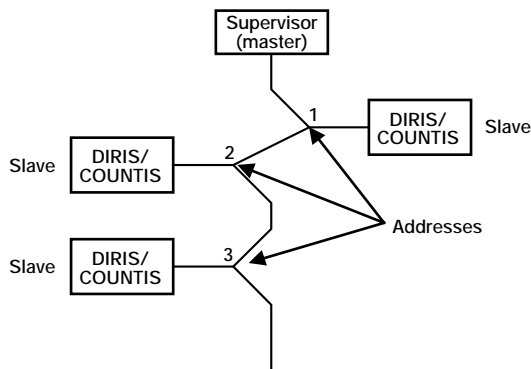 Supervisor
(master)
1
DIRIS/
COUNTIS
Slave
Slave
DIRIS/
COUNTIS
2
Addresses
Slave
DIRIS/
COUNTIS
3